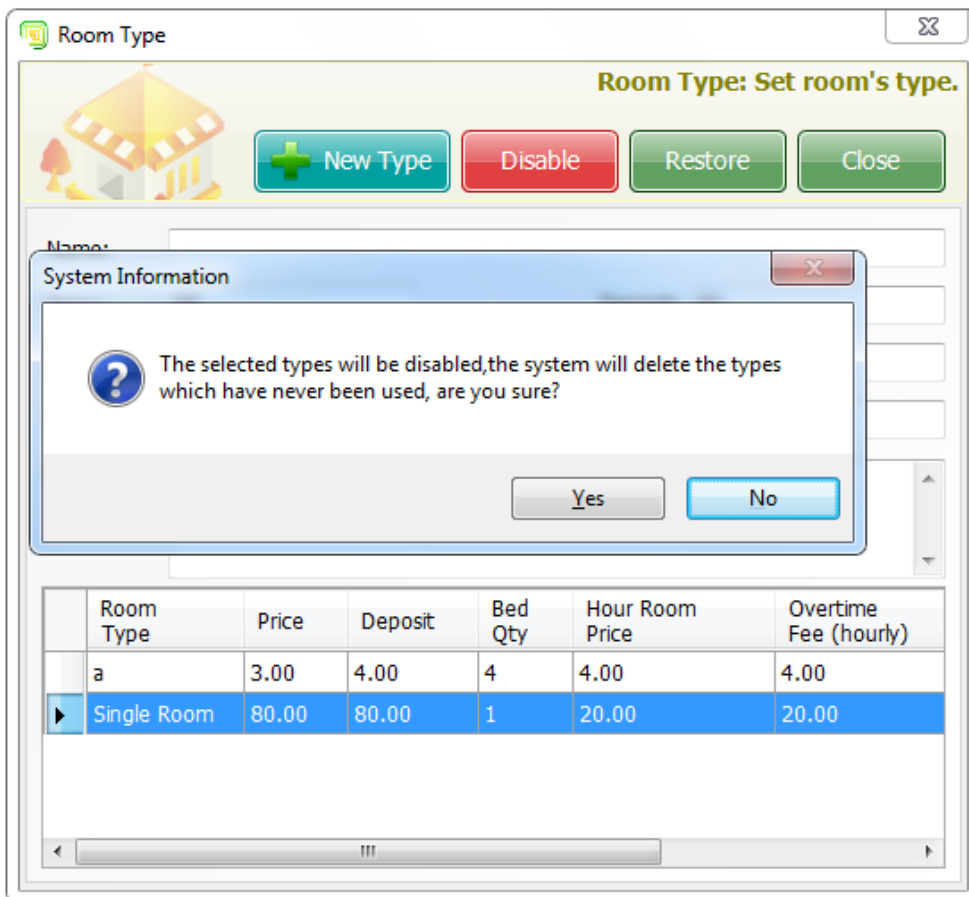 Room Type
Room Type: Set room's type.
New Type Disable Restore Close
Name:
System Information
The selected types will be disabled,the system will delete the types
which have never been used, are you sure?
Yes No
Room Type Price Deposit Bed Qty Hour Room Price Overtime Fee (hourly)
a 3.00 4.00 4 4.00 4.00
Single Room 80.00 80.00 1 20.00 20.00